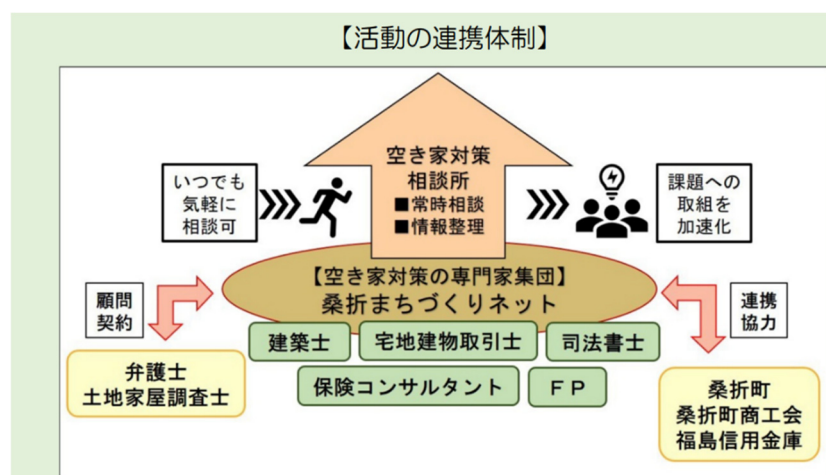 【活動の連携体制】
空き家対策
相談所
■常時相談
■情報整理
いつでも
気軽に
相談可
課題への
取組を
加速化
【空き家対策の専門家集団】
桑折まちづくりネット
顧問
契約
連携
協力
建築士
宅地建物取引士
司法書士
保険コンサルタント
ＦＰ
弁護士
土地家屋調査士
桑折町
桑折町商工会
福島信用金庫